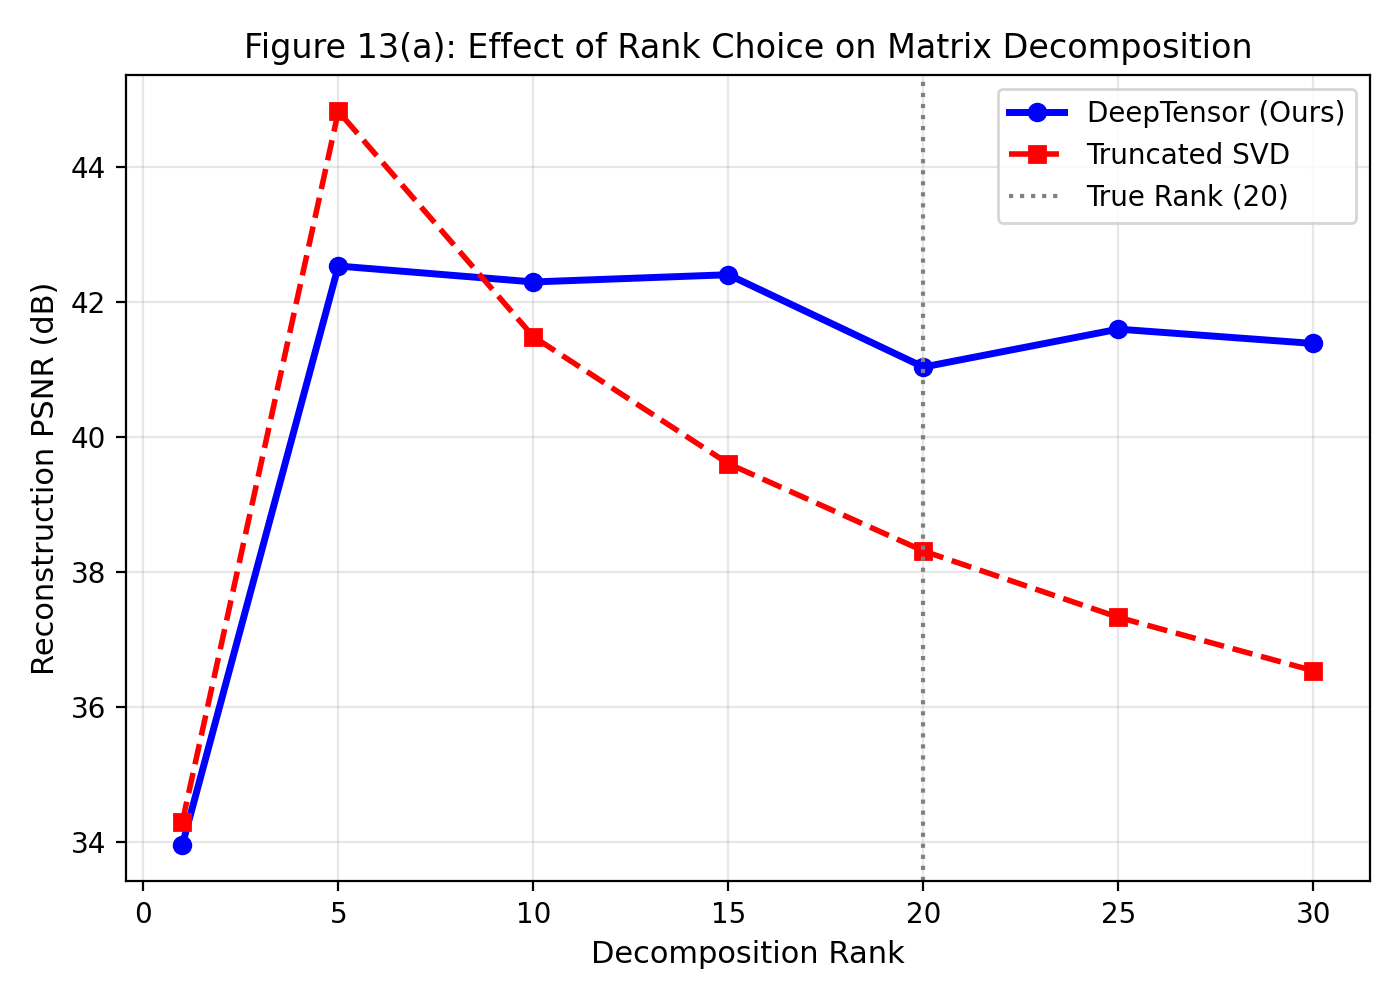 Figure 13(a): Effect of Rank Choice on Matrix Decomposition
DeepTensor (Ours)
Truncated SVD
True Rank (20)
Reconstruction PSNR (dB)
44
42
40
38
36
34
0 5 10 15 20 25 30
Decomposition Rank